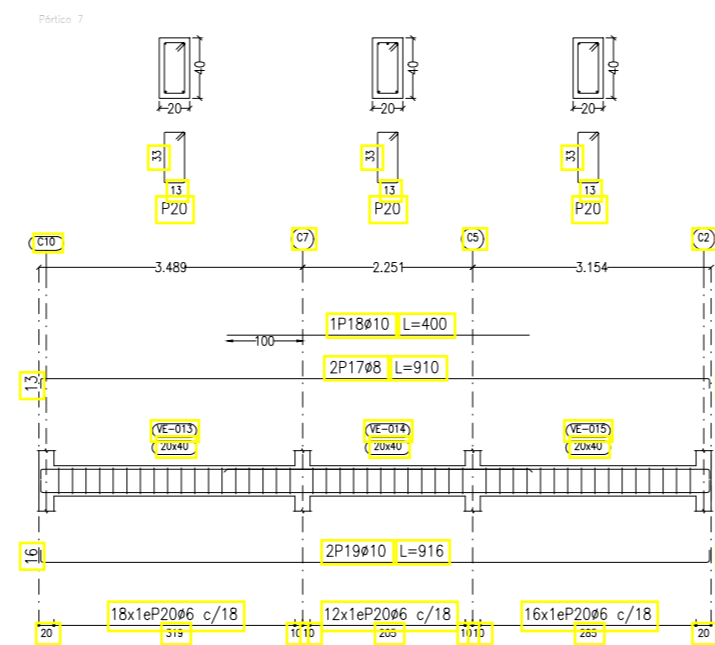 Pórtico 7
40 40 40
20 20 20
33 33 33
13 13 13
P20 P20 P20
C10 C7 C5 C2
3.489 2.251 3.154
1P18ø10 L=400
100
2P17ø8 L=910
13
VE-013 VE-014 VE-015
20x40 20x40 20x40
2P19ø10 L=916
16
18x1eP20ø6 c/18 12x1eP20ø6 c/18 16x1eP20ø6 c/18
20 319 10 10 205 10 10 285 20